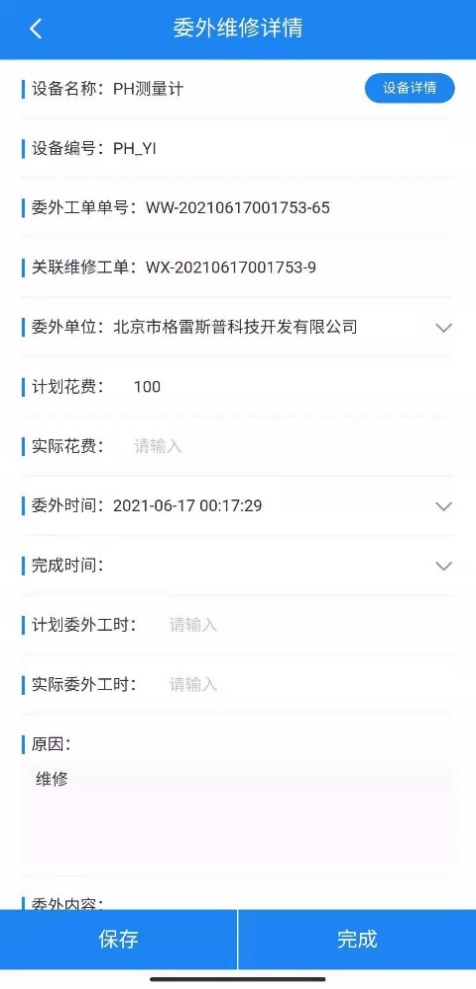 委外维修详情
设备名称：PH测量计
设备详情
设备编号：PH_YI
委外工单单号：WW-20210617001753-65
关联维修工单：WX-20210617001753-9
委外单位：北京市格雷斯普科技开发有限公司
计划花费： 100
实际花费： 请输入
委外时间：2021-06-17 00:17:29
完成时间：
计划委外工时： 请输入
实际委外工时： 请输入
原因：
维修
委外内容：
保存
完成